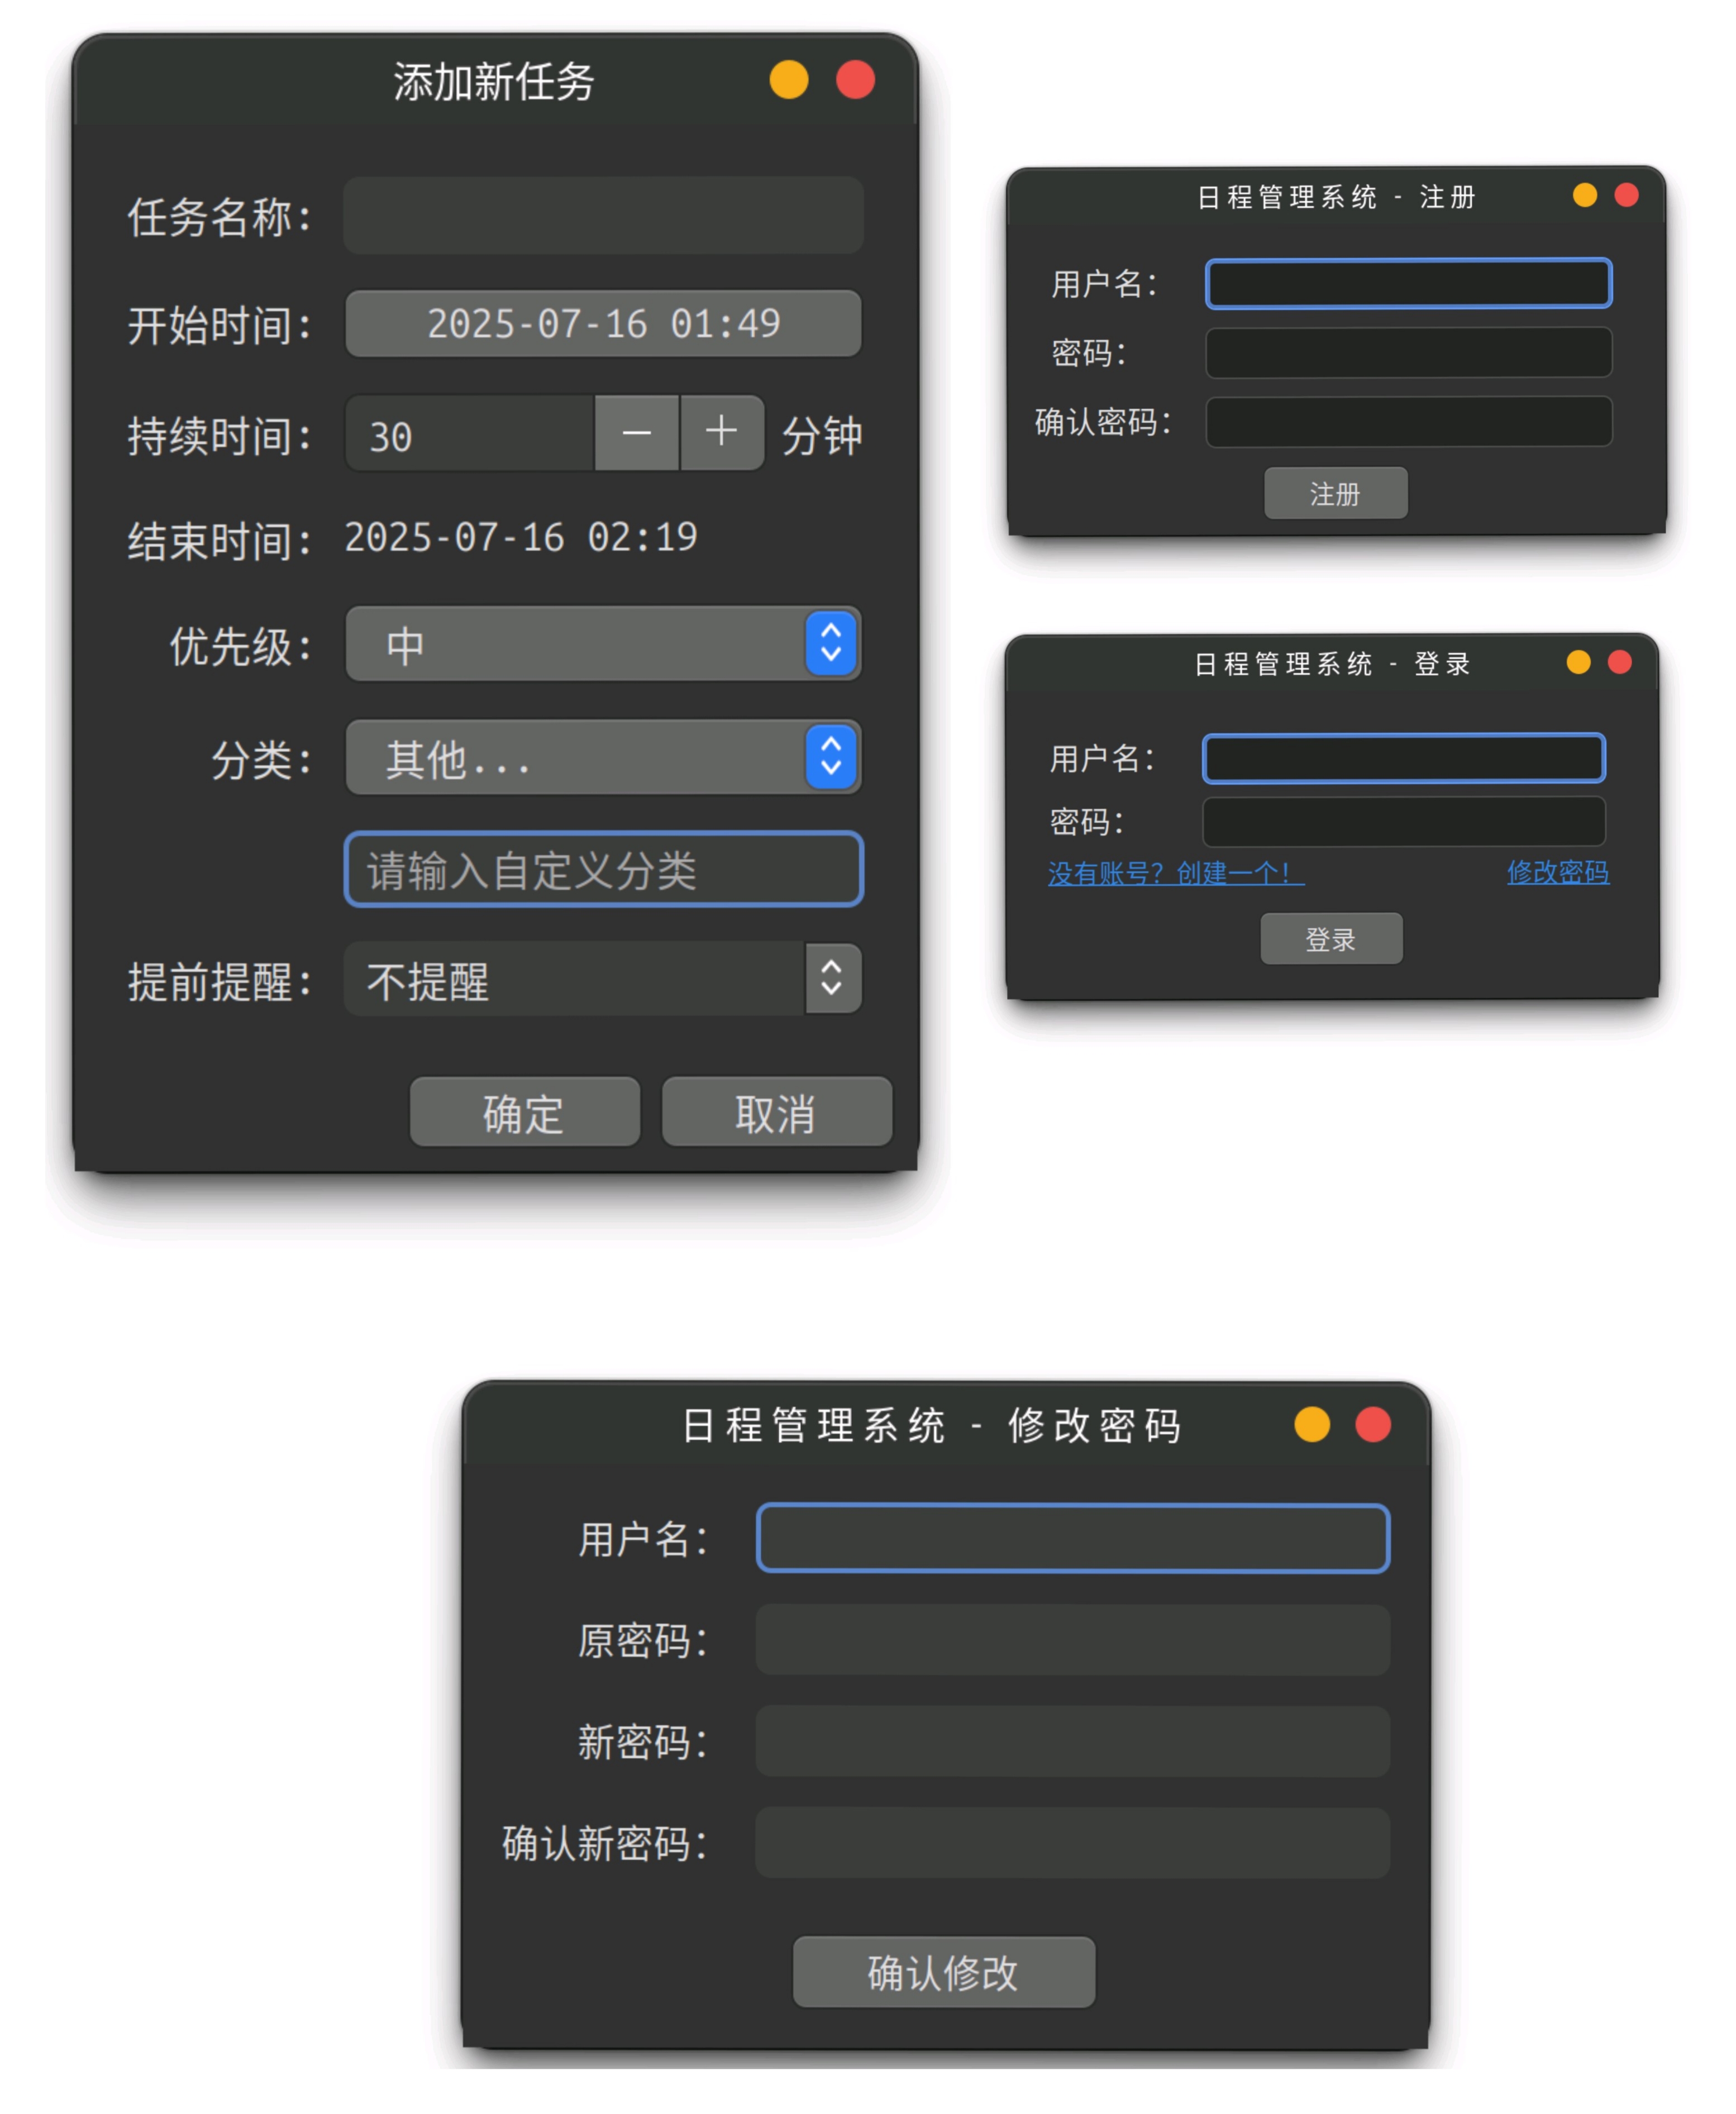 添加新任务
任务名称:
开始时间: 2025-07-16 01:49
持续时间: 30 − + 分钟
结束时间: 2025-07-16 02:19
优先级: 中
分类: 其他...
请输入自定义分类
提前提醒: 不提醒
确定 取消
日程管理系统 - 注册
用户名:
密码:
确认密码:
注册
日程管理系统 - 登录
用户名:
密码:
没有账号？创建一个！ 修改密码
登录
日程管理系统 - 修改密码
用户名:
原密码:
新密码:
确认新密码:
确认修改